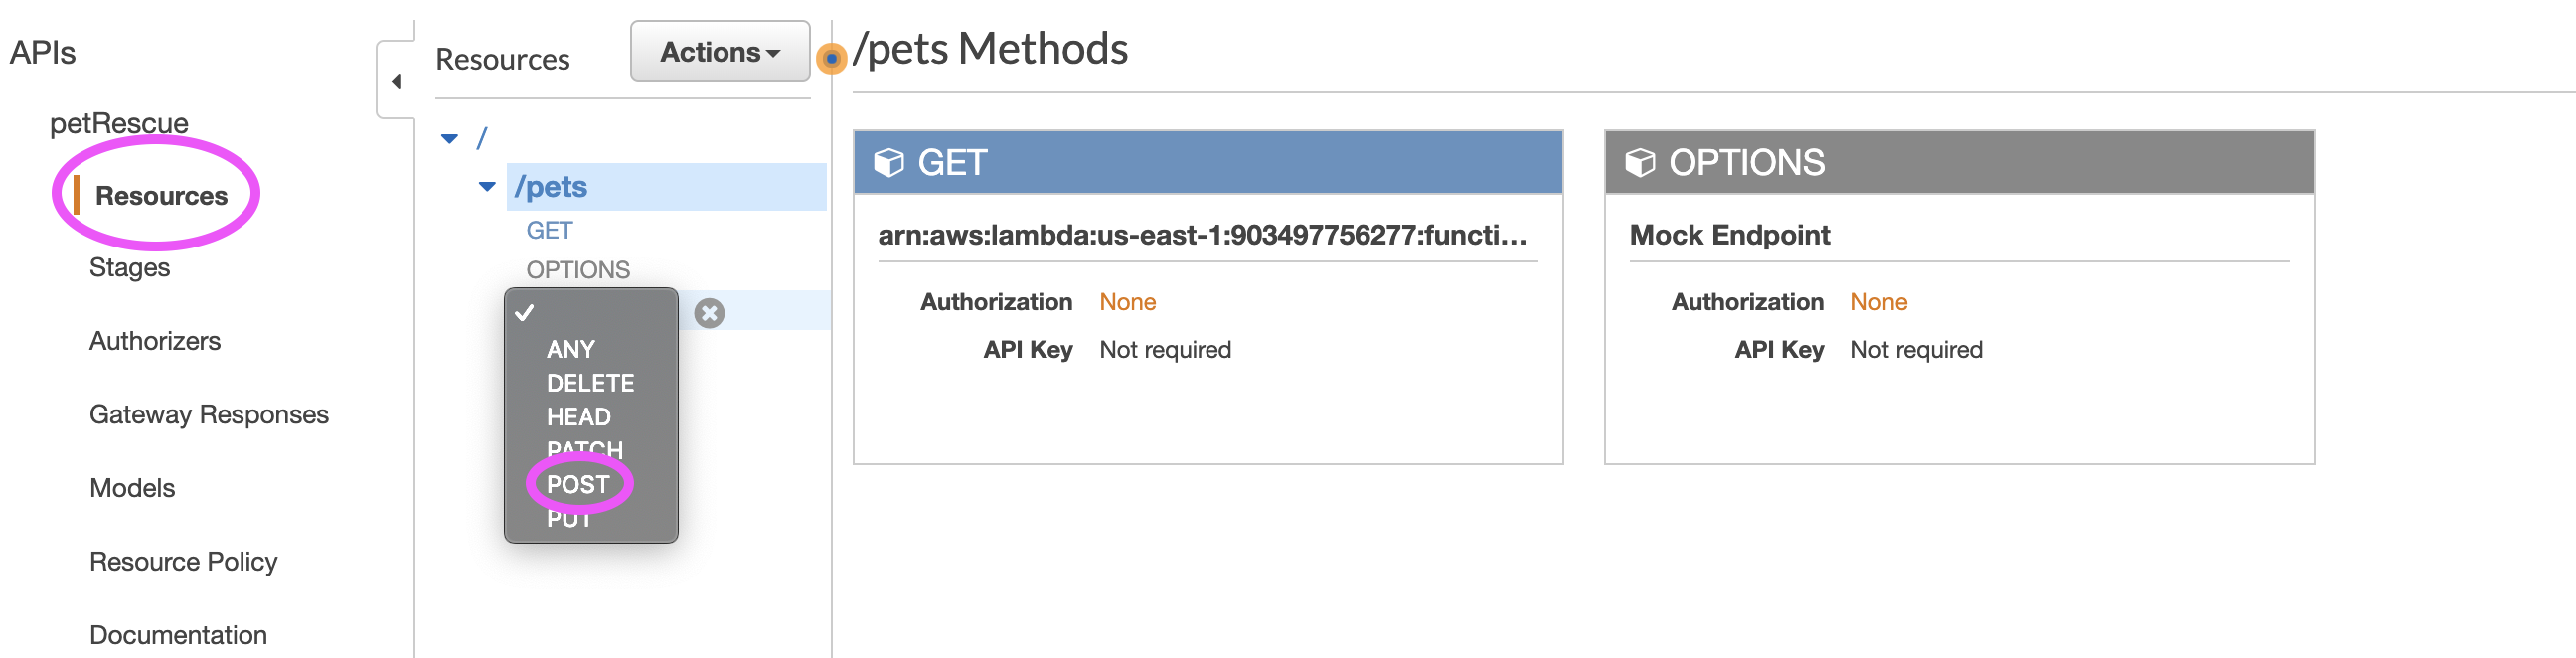 APIs
petRescue
Resources
Stages
Authorizers
Gateway Responses
Models
Resource Policy
Documentation
Resources
Actions
/
/pets
GET
OPTIONS
ANY
DELETE
HEAD
PATCH
POST
PUT
/pets Methods
GET
arn:aws:lambda:us-east-1:903497756277:functi...
Authorization None
API Key Not required
OPTIONS
Mock Endpoint
Authorization None
API Key Not required